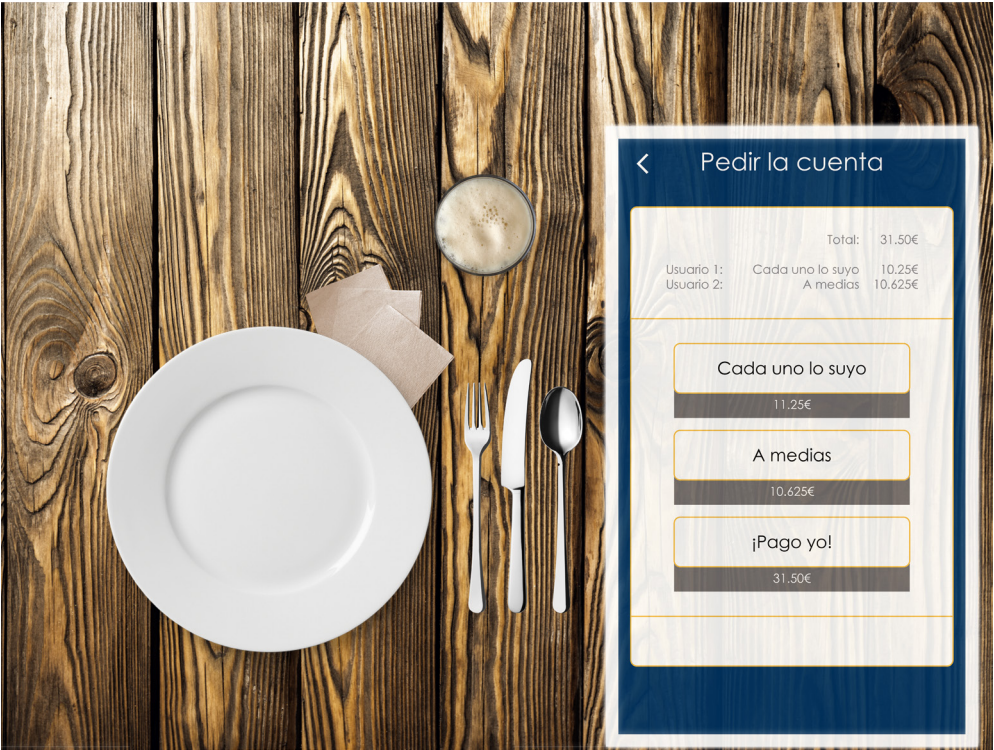 Pedir la cuenta
Total: 31.50€
Usuario 1: Cada uno lo suyo 10.25€
Usuario 2: A medias 10.625€
Cada uno lo suyo
11.25€
A medias
10.625€
¡Pago yo!
31.50€